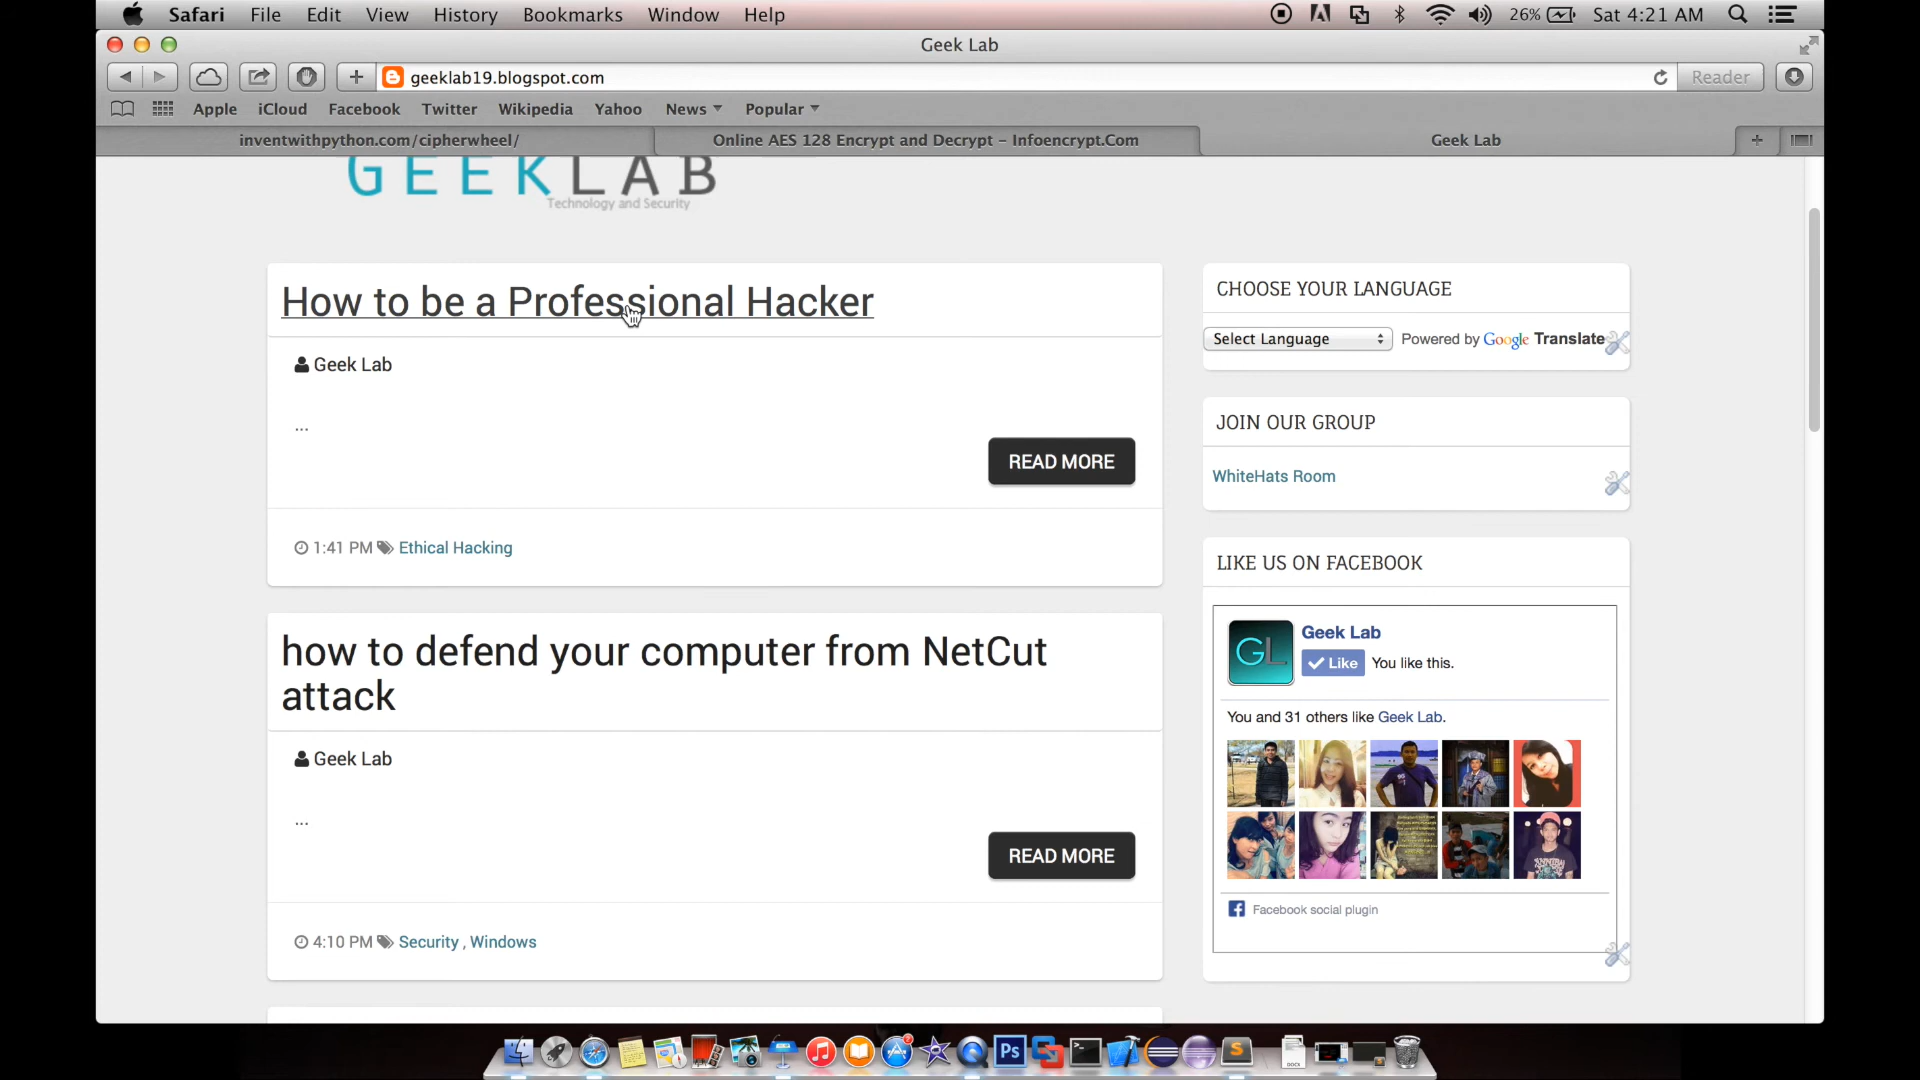 Safari File Edit View History Bookmarks Window Help 26% Sat 4:21 AM
Geek Lab
geeklab19.blogspot.com Reader
Apple iCloud Facebook Twitter Wikipedia Yahoo News Popular
inventwithpython.com/cipherwheel/ Online AES 128 Encrypt and Decrypt – Infoencrypt.Com Geek Lab
GEEKLAB
Technology and Security
How to be a Professional Hacker
Geek Lab
...
READ MORE
1:41 PM Ethical Hacking
how to defend your computer from NetCut
attack
Geek Lab
...
READ MORE
4:10 PM Security , Windows
CHOOSE YOUR LANGUAGE
Select Language Powered by Google Translate
JOIN OUR GROUP
WhiteHats Room
LIKE US ON FACEBOOK
GL
Geek Lab
Like You like this.
You and 31 others like Geek Lab.
Facebook social plugin
Ps
S
DOCX